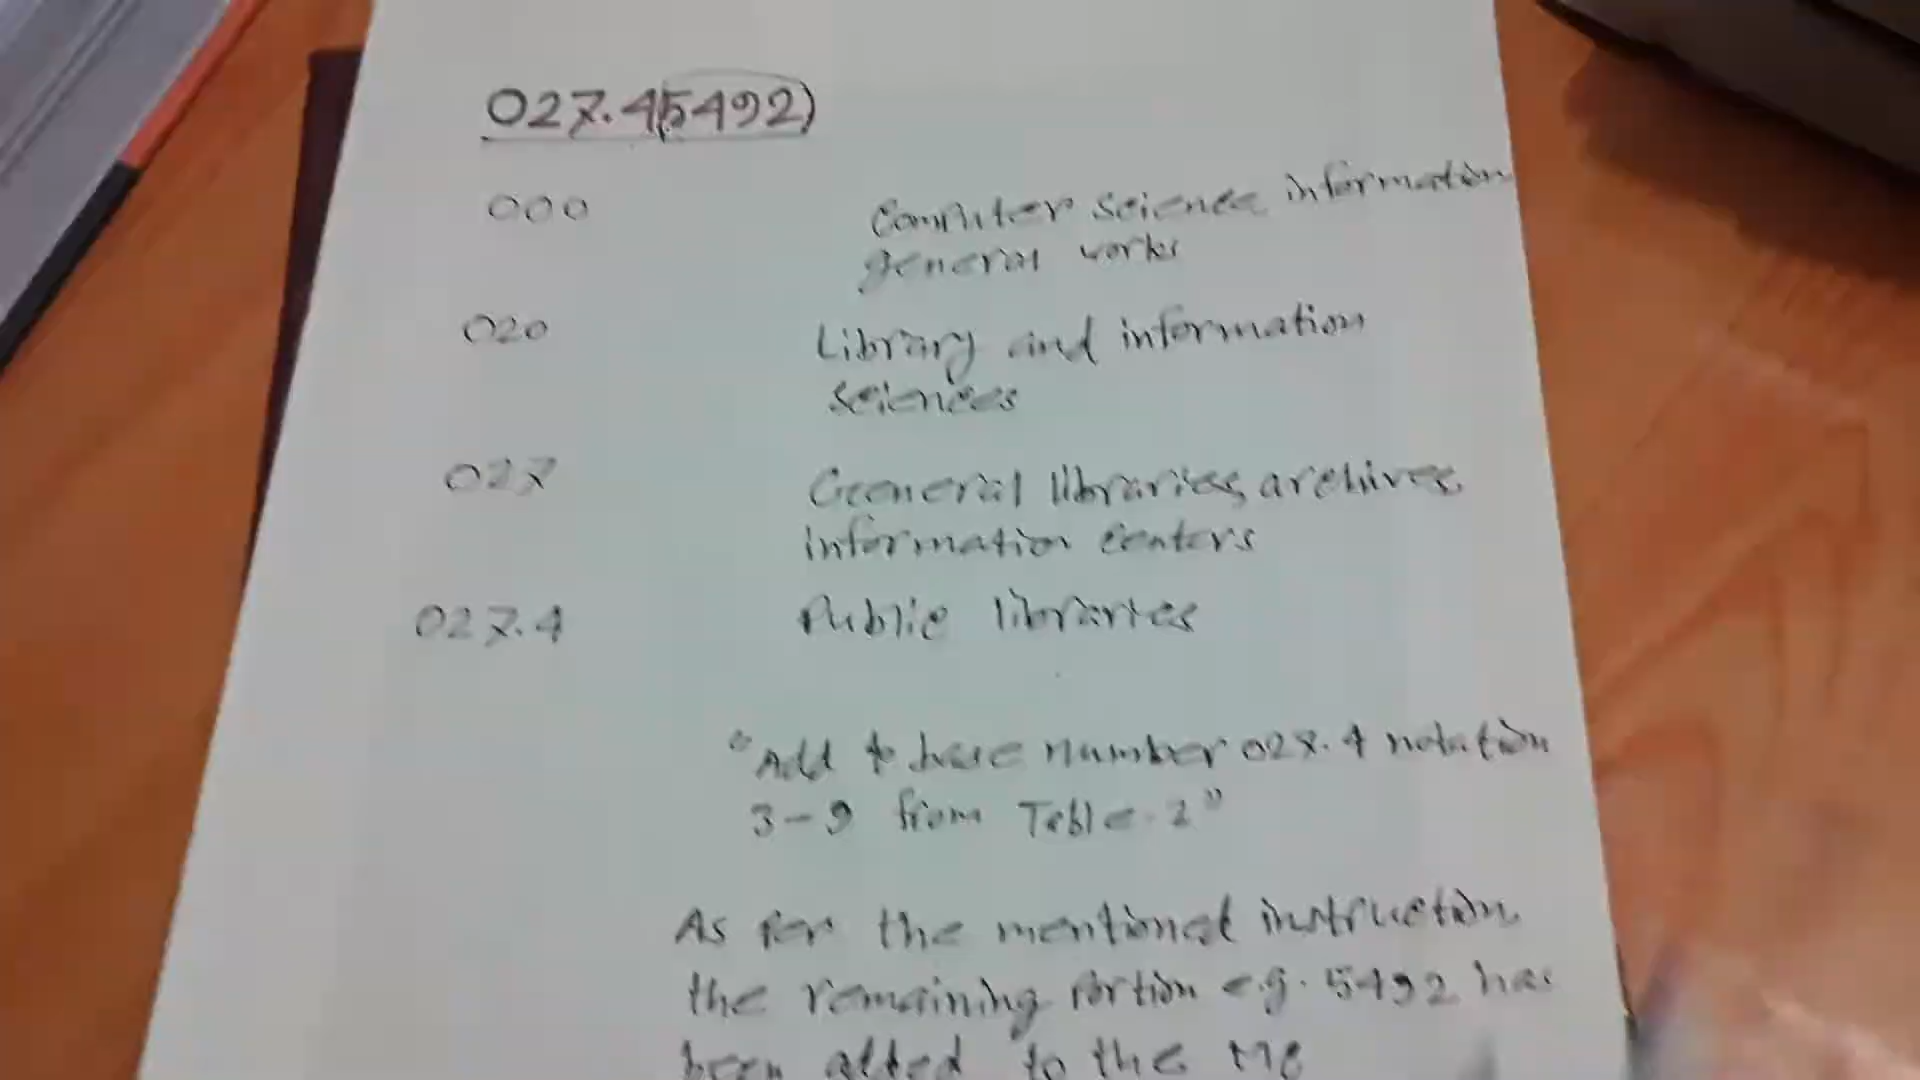 027.4(5492)
000 Computer science information
general works
020 Library and information
sciences
027 General libraries, archives
information centers
027.4 Public libraries
"Add to base number 027.4 notation
3-9 from Table-2"
As per the mentioned instruction
the remaining portion e.g. 5492 has
been added to the